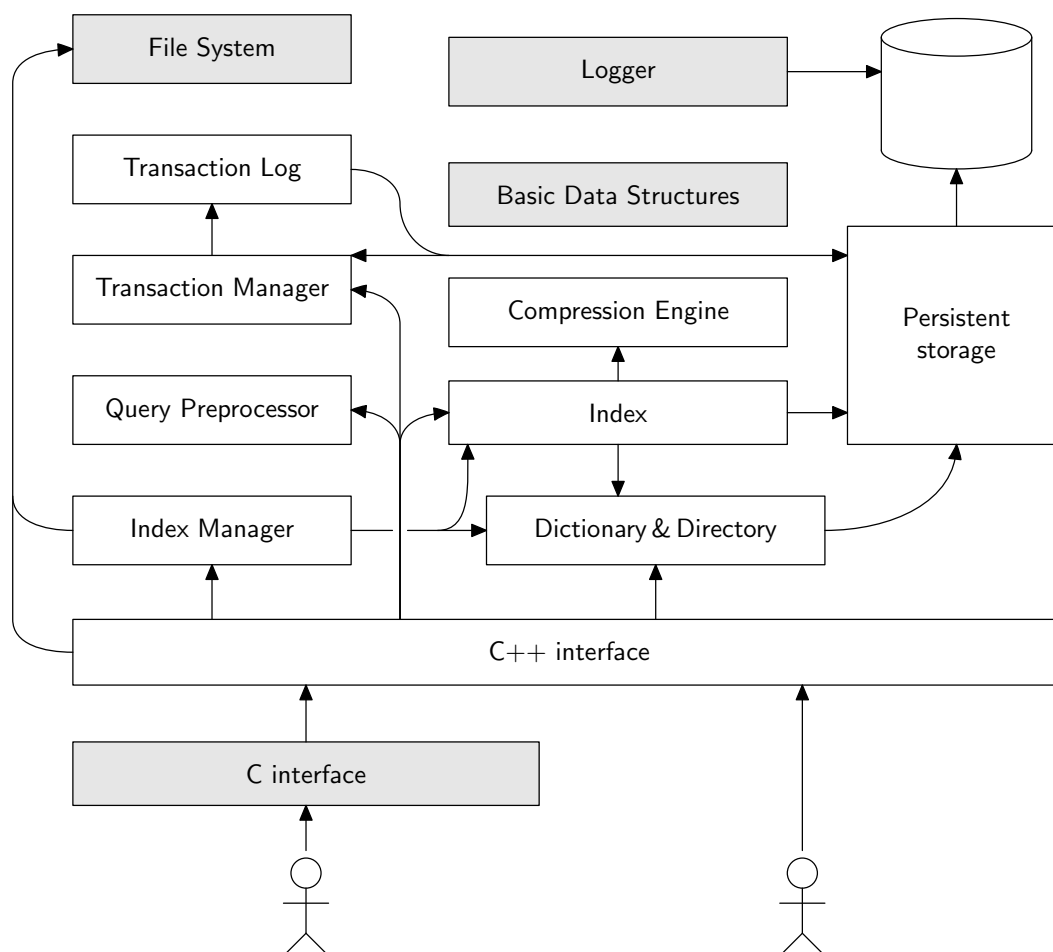 File System
Logger
Transaction Log
Basic Data Structures
Transaction Manager
Compression Engine
Persistent
storage
Query Preprocessor
Index
Index Manager
Dictionary & Directory
C++ interface
C interface